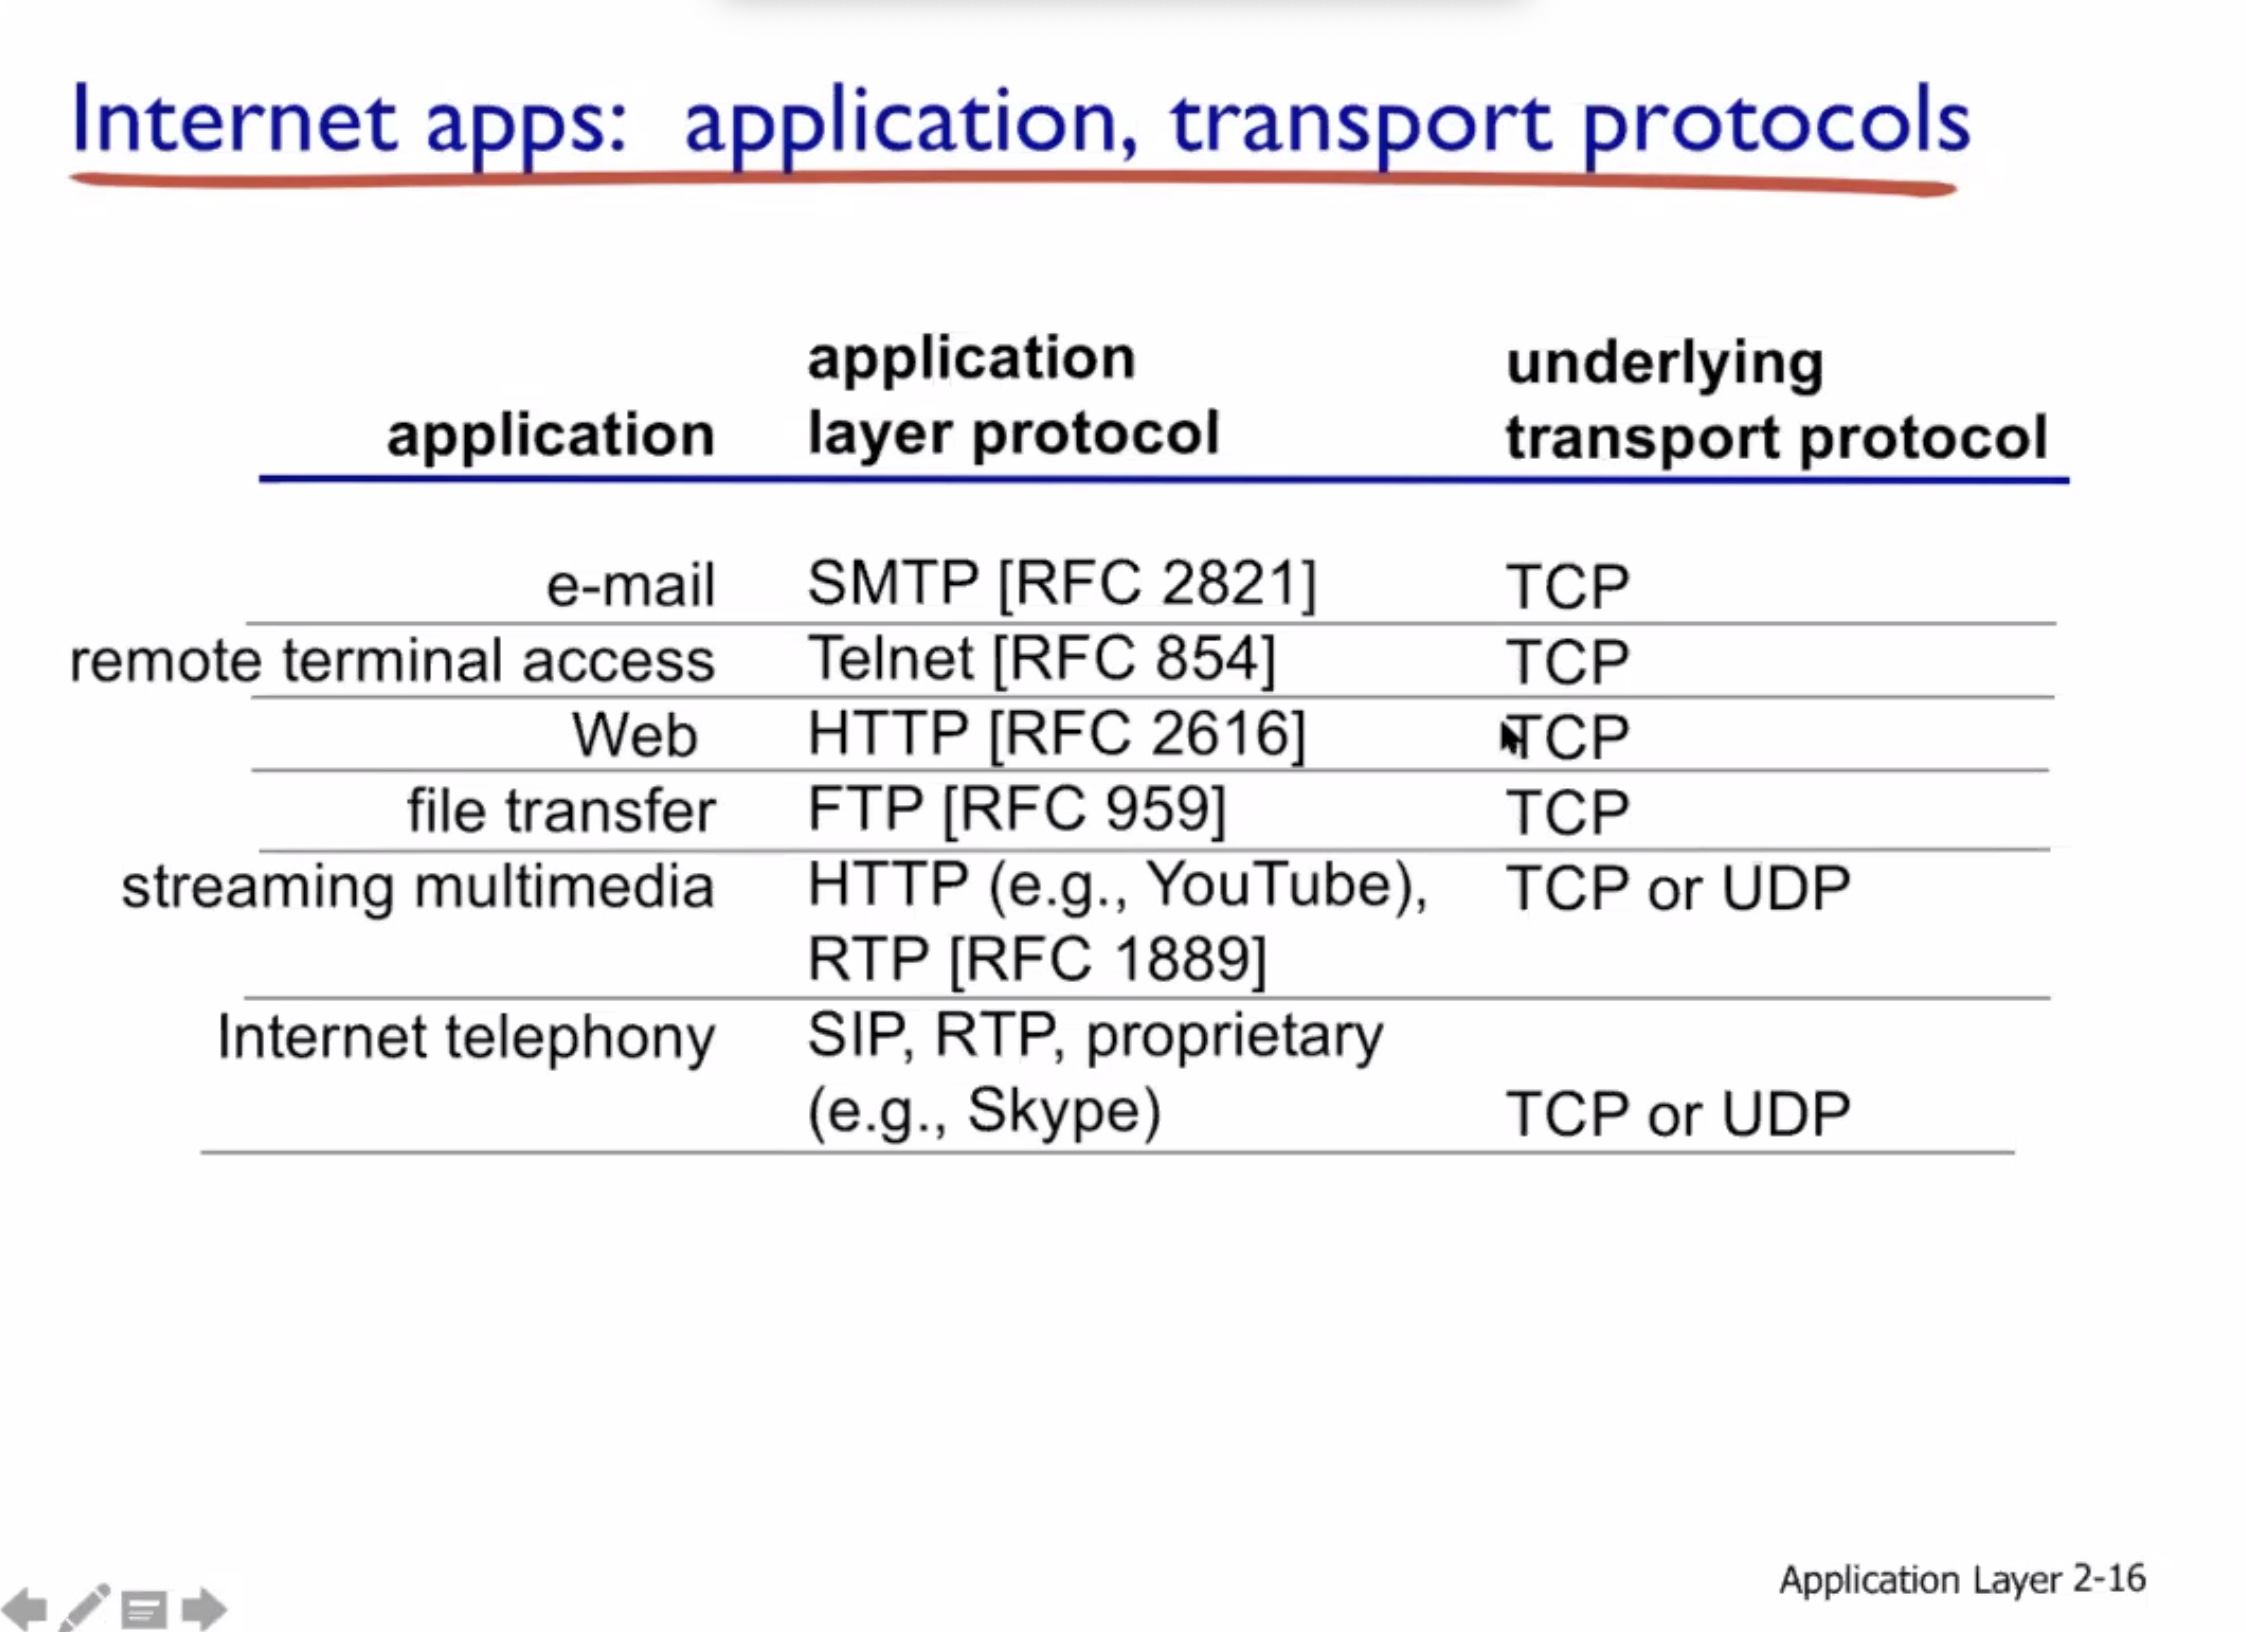 Internet apps: application, transport protocols
application
application layer protocol
underlying transport protocol
e-mail SMTP [RFC 2821] TCP
remote terminal access Telnet [RFC 854] TCP
Web HTTP [RFC 2616] TCP
file transfer FTP [RFC 959] TCP
streaming multimedia HTTP (e.g., YouTube), TCP or UDP
RTP [RFC 1889]
Internet telephony SIP, RTP, proprietary
(e.g., Skype) TCP or UDP
Application Layer 2-16